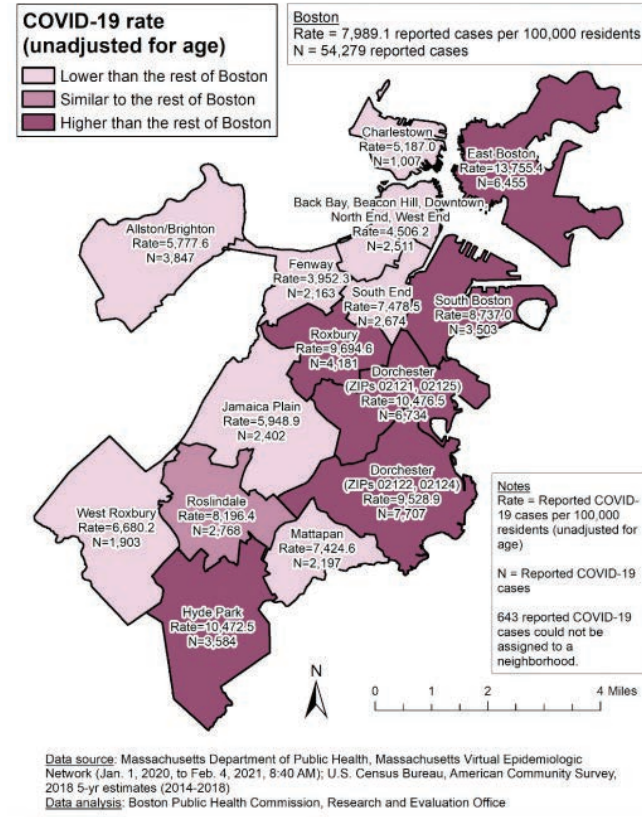 COVID-19 rate
(unadjusted for age)
Lower than the rest of Boston
Similar to the rest of Boston
Higher than the rest of Boston
Boston
Rate = 7,989.1 reported cases per 100,000 residents
N = 54,279 reported cases
Charlestown
Rate=5,187.0
N=1,007
East Boston
Rate=13,755.4
N=6,455
Back Bay, Beacon Hill, Downtown,
North End, West End
Rate=4,506.2
N=2,511
Allston/Brighton
Rate=5,777.6
N=3,847
Fenway
Rate=3,952.3
N=2,163
South End
Rate=7,478.5
N=2,674
South Boston
Rate=8,737.0
N=3,503
Roxbury
Rate=9,694.6
N=4,181
Dorchester
(ZIPs 02121, 02125)
Rate=10,476.5
N=6,734
Jamaica Plain
Rate=5,948.9
N=2,402
Dorchester
(ZIPs 02122, 02124)
Rate=9,528.9
N=7,707
West Roxbury
Rate=6,680.2
N=1,903
Roslindale
Rate=8,196.4
N=2,768
Mattapan
Rate=7,424.6
N=2,197
Hyde Park
Rate=10,472.5
N=3,584
Notes
Rate = Reported COVID-
19 cases per 100,000
residents (unadjusted for
age)
N = Reported COVID-19
cases
643 reported COVID-19
cases could not be
assigned to a
neighborhood.
N
0 1 2 4 Miles
Data source: Massachusetts Department of Public Health, Massachusetts Virtual Epidemiologic
Network (Jan. 1, 2020, to Feb. 4, 2021, 8:40 AM); U.S. Census Bureau, American Community Survey,
2018 5-yr estimates (2014-2018)
Data analysis: Boston Public Health Commission, Research and Evaluation Office